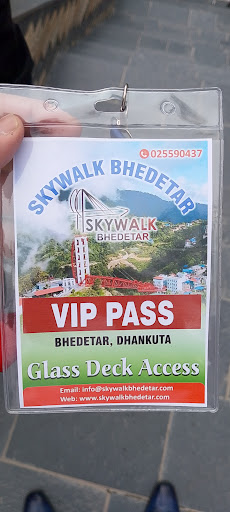 025590437
SKYWALK BHEDETAR
SKYWALK
BHEDETAR
VIP PASS
BHEDETAR, DHANKUTA
Glass Deck Access
Email: info@skywalkbhedetar.com
Web: www.skywalkbhedetar.com